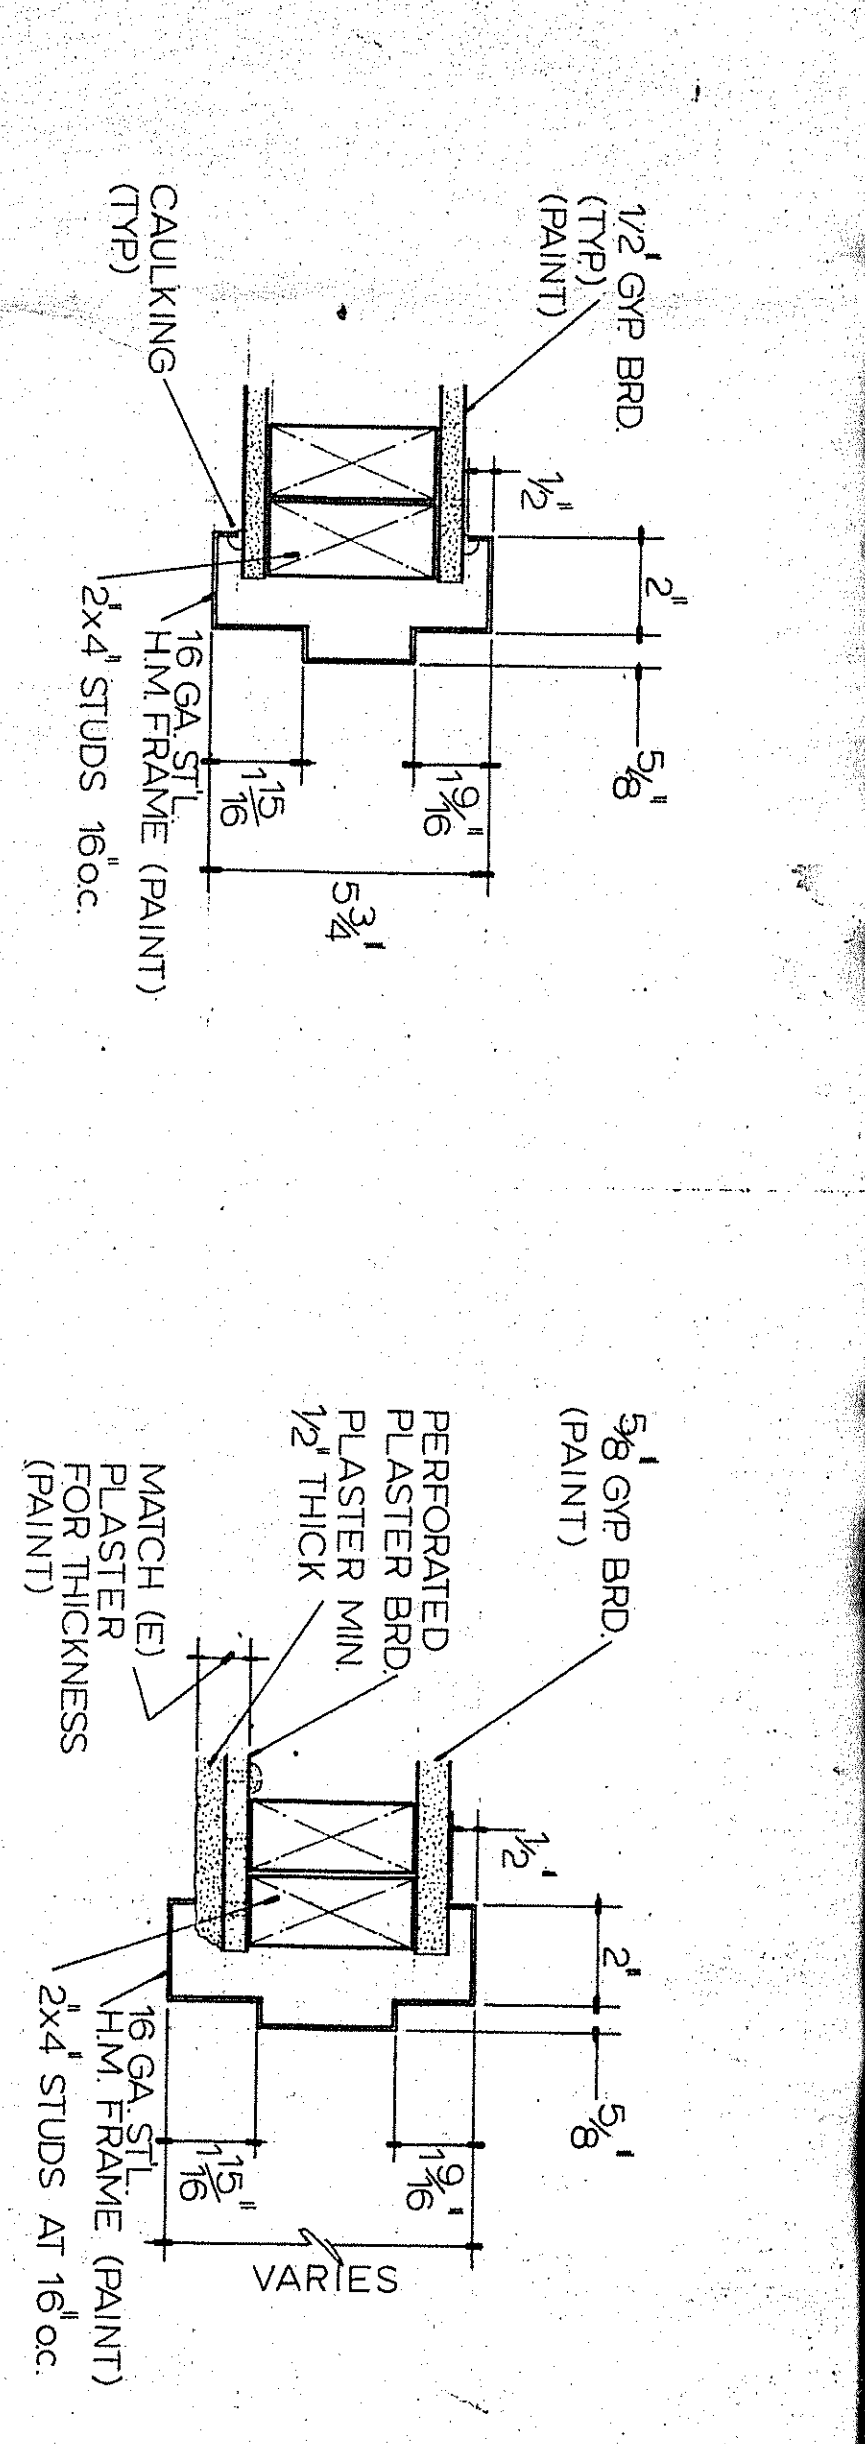 1/2" GYP. BRD.
(TYP.)
(PAINT)
1/2"
2"
5/8"
1 9/16"
1 15/16
5 3/4"
CAULKING
(TYP.)
16 GA. ST'L.
H.M. FRAME (PAINT)
2"x4" STUDS 16" o.c.
5/8" GYP. BRD.
(PAINT)
1/2"
2"
5/8"
PERFORATED
PLASTER BRD.
PLASTER MIN.
1/2" THICK
1 9/16"
1 15/16"
VARIES
MATCH (E)
PLASTER
FOR THICKNESS
(PAINT)
16 GA. ST'L.
H.M. FRAME (PAINT)
2"x4" STUDS AT 16" o.c.